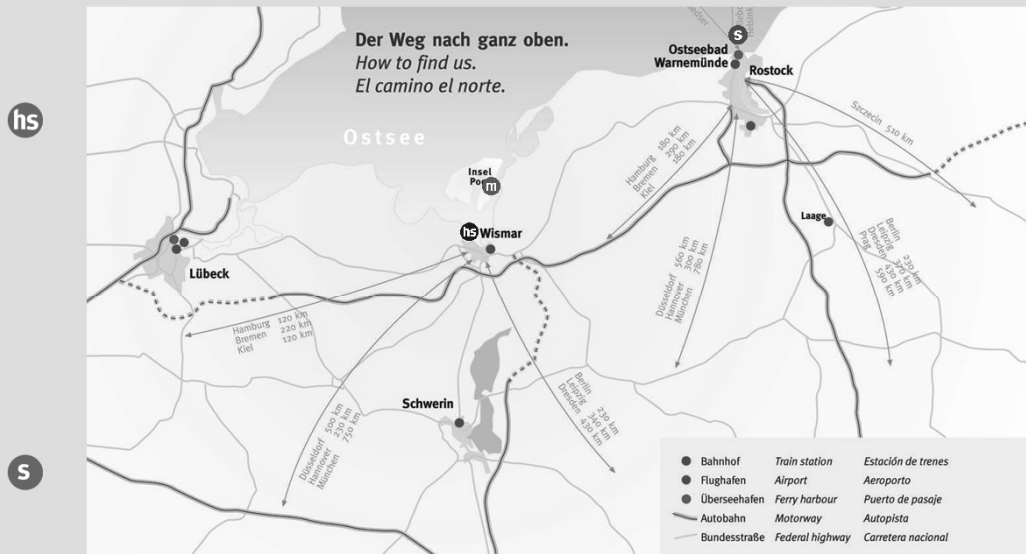 Der Weg nach ganz oben.
How to find us.
El camino el norte.
Ostsee
hs
s
S
Ostseebad
Warnemünde
Rostock
Szczecin 510 km
Hamburg 180 km
Bremen 290 km
Kiel 180 km
Insel
m
hs Wismar
Laage
Lübeck
Berlin 230 km
Leipzig 370 km
Dresden 430 km
Prag 590 km
Düsseldorf 560 km
Hannover 300 km
München 780 km
Hamburg 120 km
Bremen 220 km
Kiel 120 km
Schwerin
Berlin 230 km
Leipzig 340 km
Dresden 430 km
Düsseldorf 500 km
Hannover 230 km
München 750 km
Bahnhof Train station Estación de trenes
Flughafen Airport Aeroporto
Überseehafen Ferry harbour Puerto de pasaje
Autobahn Motorway Autopista
Bundesstraße Federal highway Carretera nacional